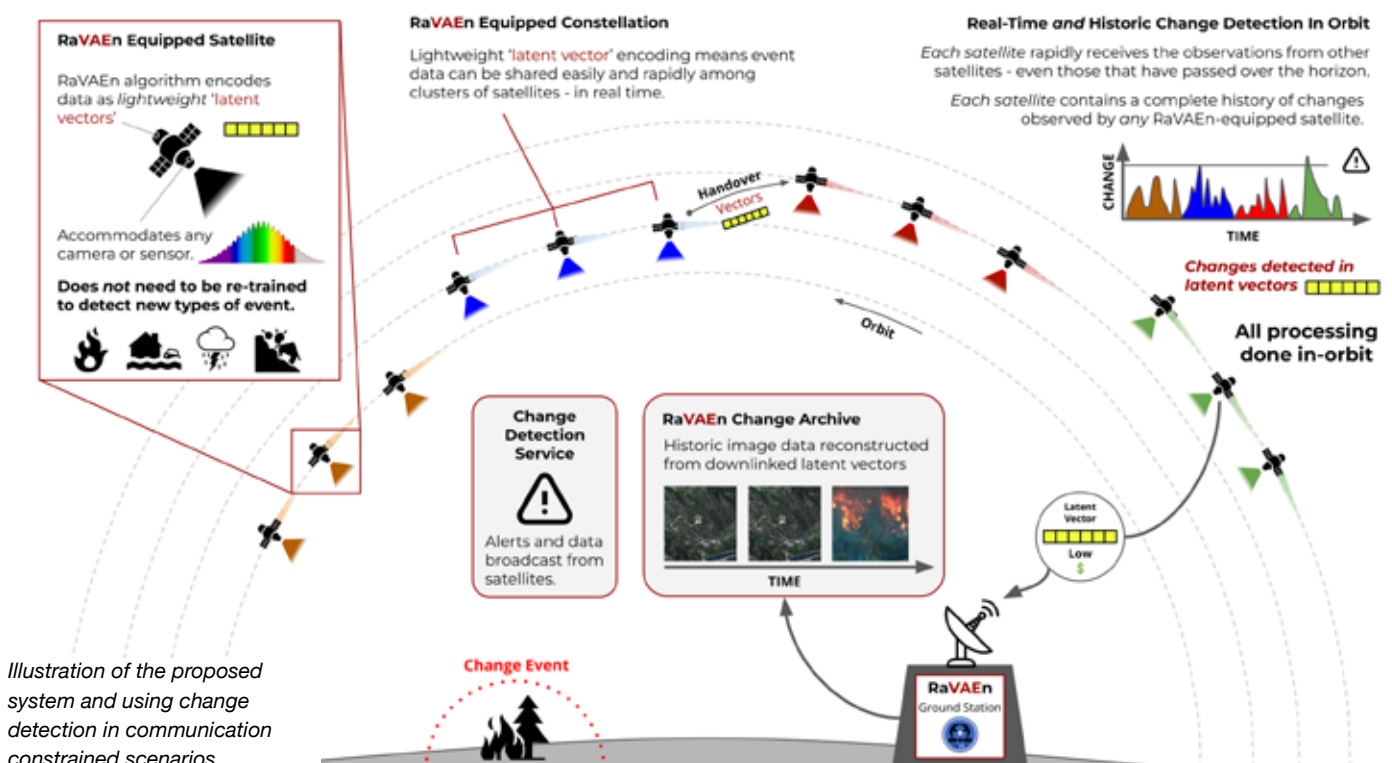 RaVAEn Equipped Satellite
RaVAEn algorithm encodes
data as lightweight 'latent
vectors'
Accommodates any
camera or sensor.
Does not need to be re-trained
to detect new types of event.
RaVAEn Equipped Constellation
Lightweight 'latent vector' encoding means event
data can be shared easily and rapidly among
clusters of satellites - in real time.
Real-Time and Historic Change Detection In Orbit
Each satellite rapidly receives the observations from other
satellites - even those that have passed over the horizon.
Each satellite contains a complete history of changes
observed by any RaVAEn-equipped satellite.
CHANGE
TIME
Changes detected in
latent vectors
All processing
done in-orbit
Handover
Vectors
Orbit
Change
Detection
Service
Alerts and data
broadcast from
satellites.
RaVAEn Change Archive
Historic image data reconstructed
from downlinked latent vectors
TIME
Latent
Vector
Low
$
Change Event
RaVAEn
Ground Station
Illustration of the proposed
system and using change
detection in communication
constrained scenarios